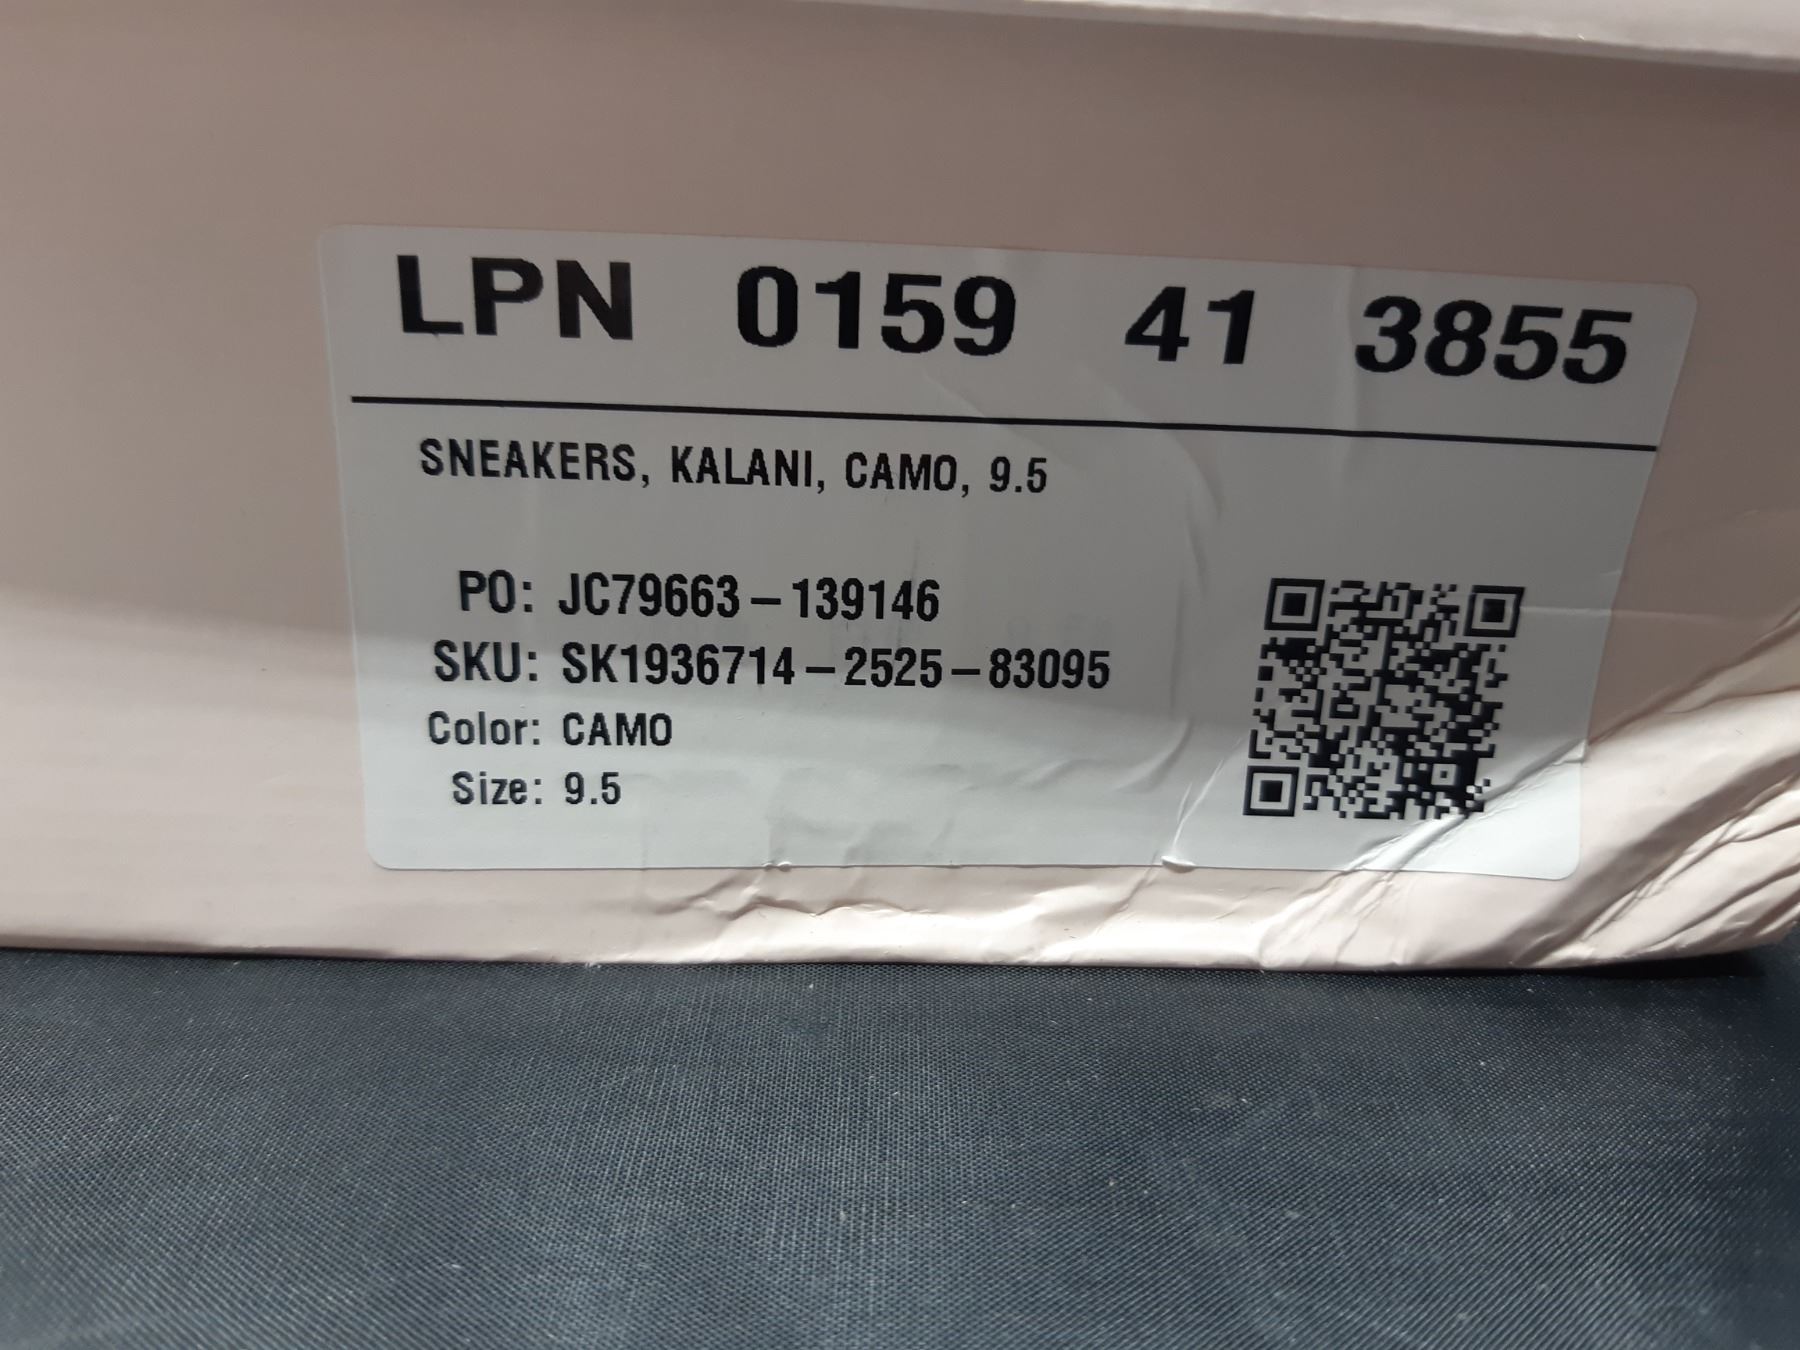 LPN 0159 41 3855
SNEAKERS, KALANI, CAMO, 9.5
PO: JC79663-139146
SKU: SK1936714-2525-83095
Color: CAMO
Size: 9.5